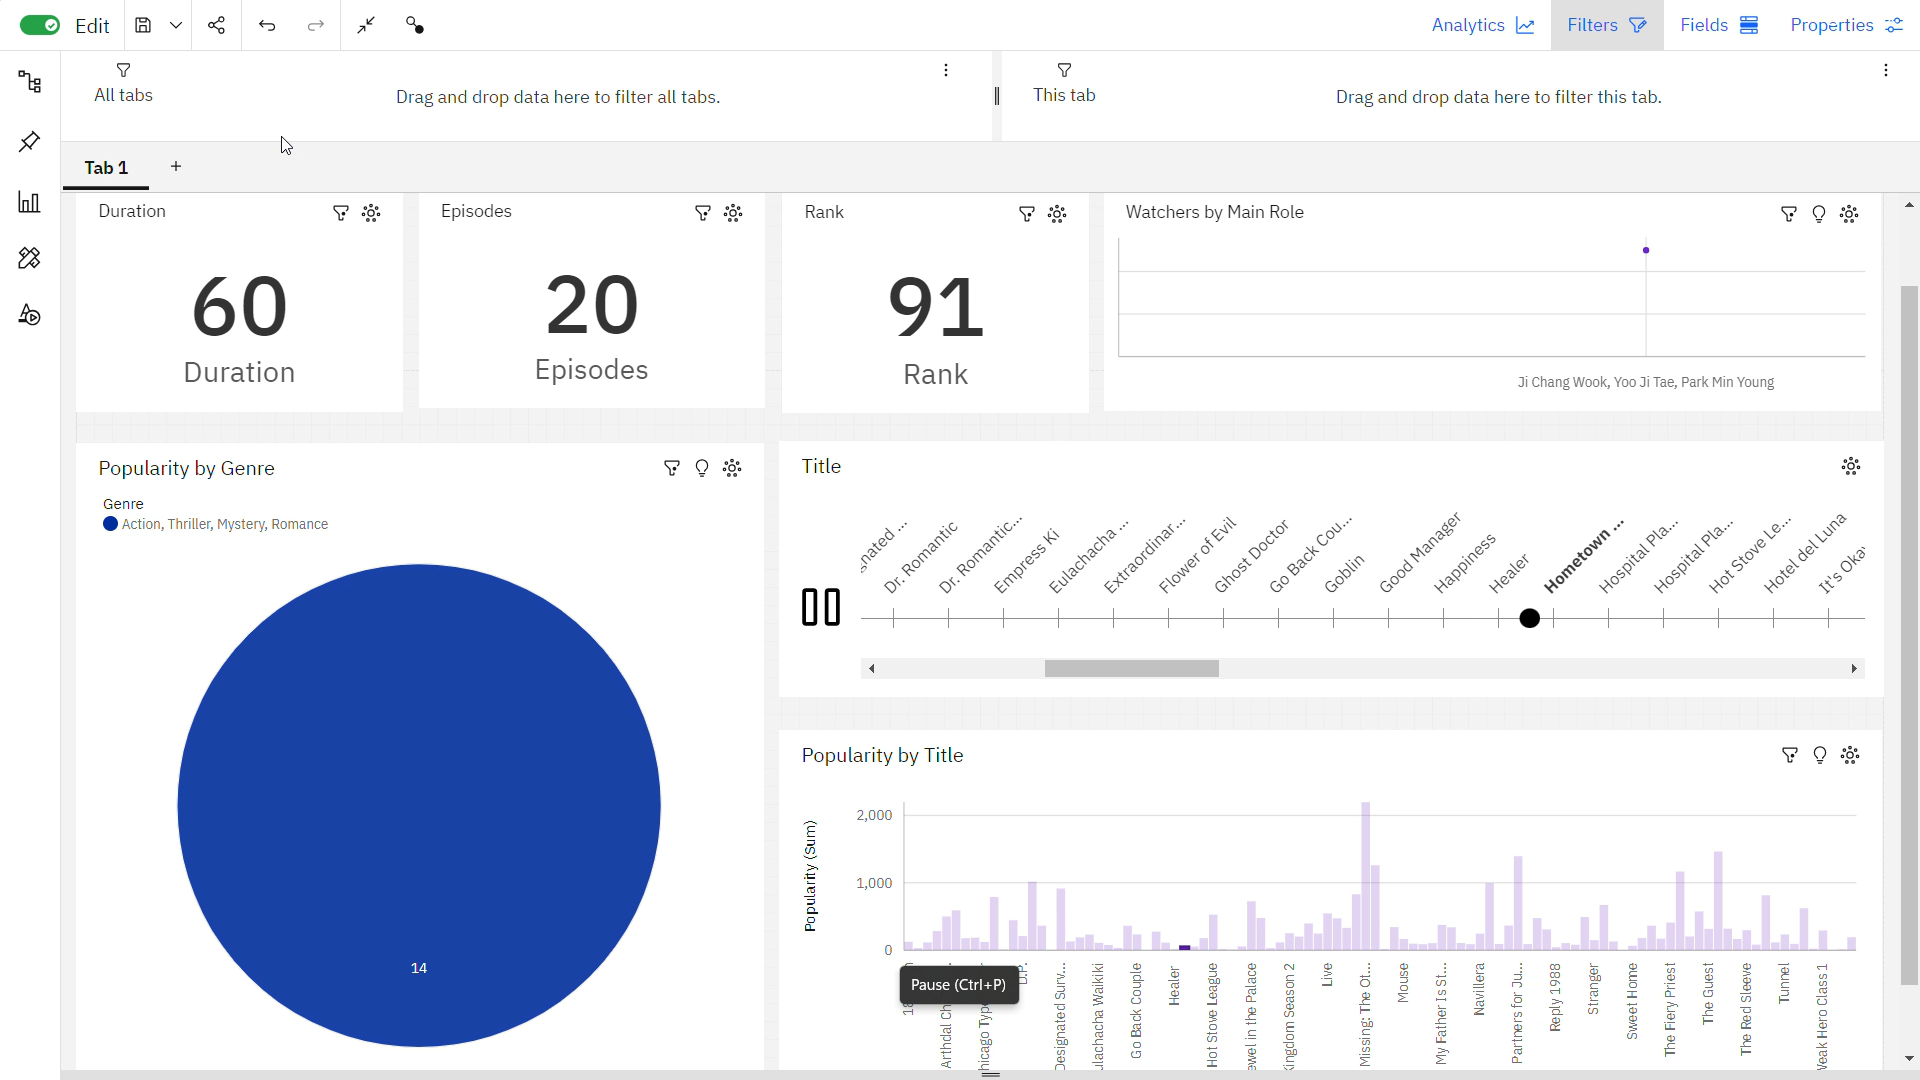 Edit
Analytics
Filters
Fields
Properties
All tabs
Drag and drop data here to filter all tabs.
This tab
Drag and drop data here to filter this tab.
Tab 1
+
Duration
60
Duration
Episodes
20
Episodes
Rank
91
Rank
Watchers by Main Role
Ji Chang Wook, Yoo Ji Tae, Park Min Young
Popularity by Genre
Genre
Action, Thriller, Mystery, Romance
14
Title
gnated ...
Dr. Romantic
Dr. Romantic...
Empress Ki
Eulachacha ...
Extraordinar...
Flower of Evil
Ghost Doctor
Go Back Cou...
Goblin
Good Manager
Happiness
Healer
Hometown ...
Hospital Pla...
Hospital Pla...
Hot Stove Le...
Hotel del Luna
It's Oka
Popularity by Title
Popularity (Sum)
2,000
1,000
0
Pause (Ctrl+P)
18
Arthdal Ch
hicago Typ
D.P.
Designed Surv...
ulachacha Waikiki
Go Back Couple
Healer
Hot Stove League
ewel in the Palace
Kingdom Season 2
Live
Missing: The Ot...
Mouse
My Father Is St...
Navillera
Partners for Ju...
Reply 1988
Stranger
Sweet Home
The Fiery Priest
The Guest
The Red Sleeve
Tunnel
Weak Hero Class 1